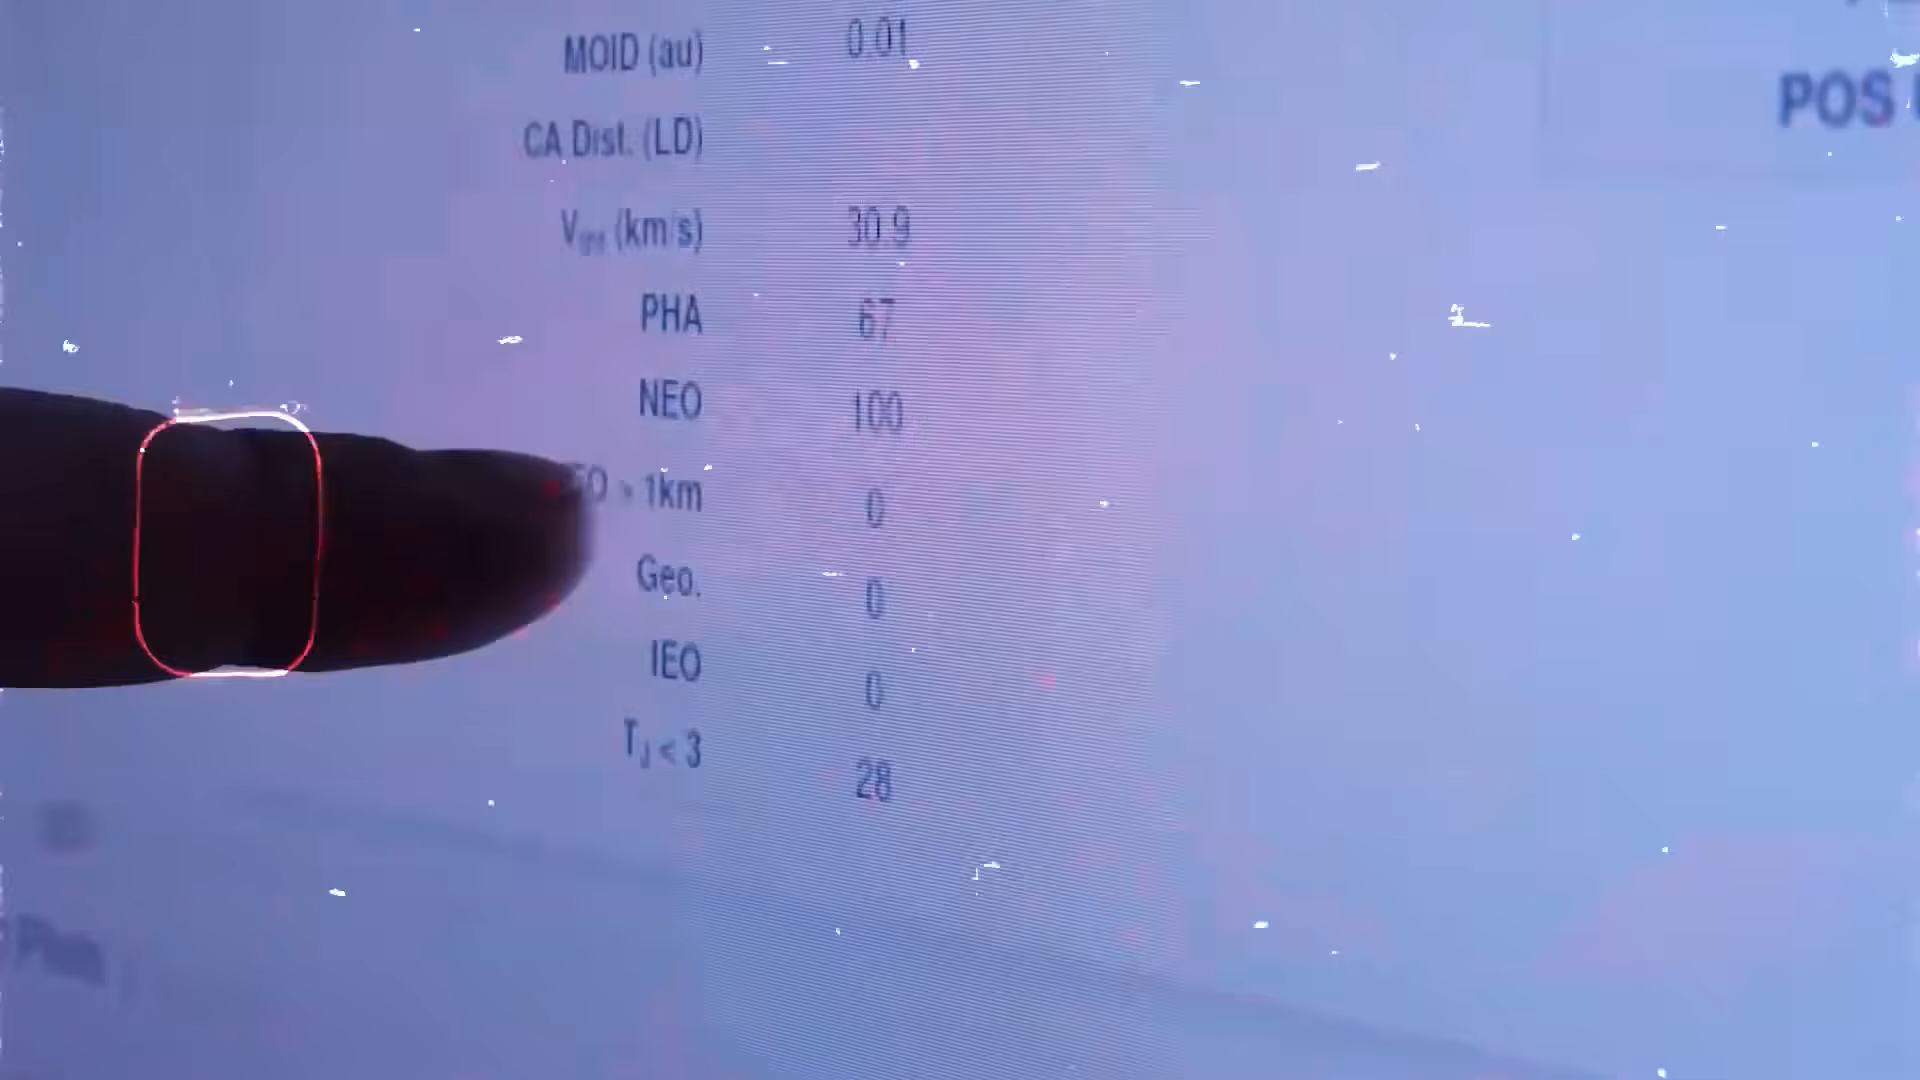 MOID (au) 0.01
POS
CA Dist. (LD)
(km/s) 30.9
PHA 67
NEO 100
> 1km 0
Geo. 0
IEO 0
TJ < 3 28